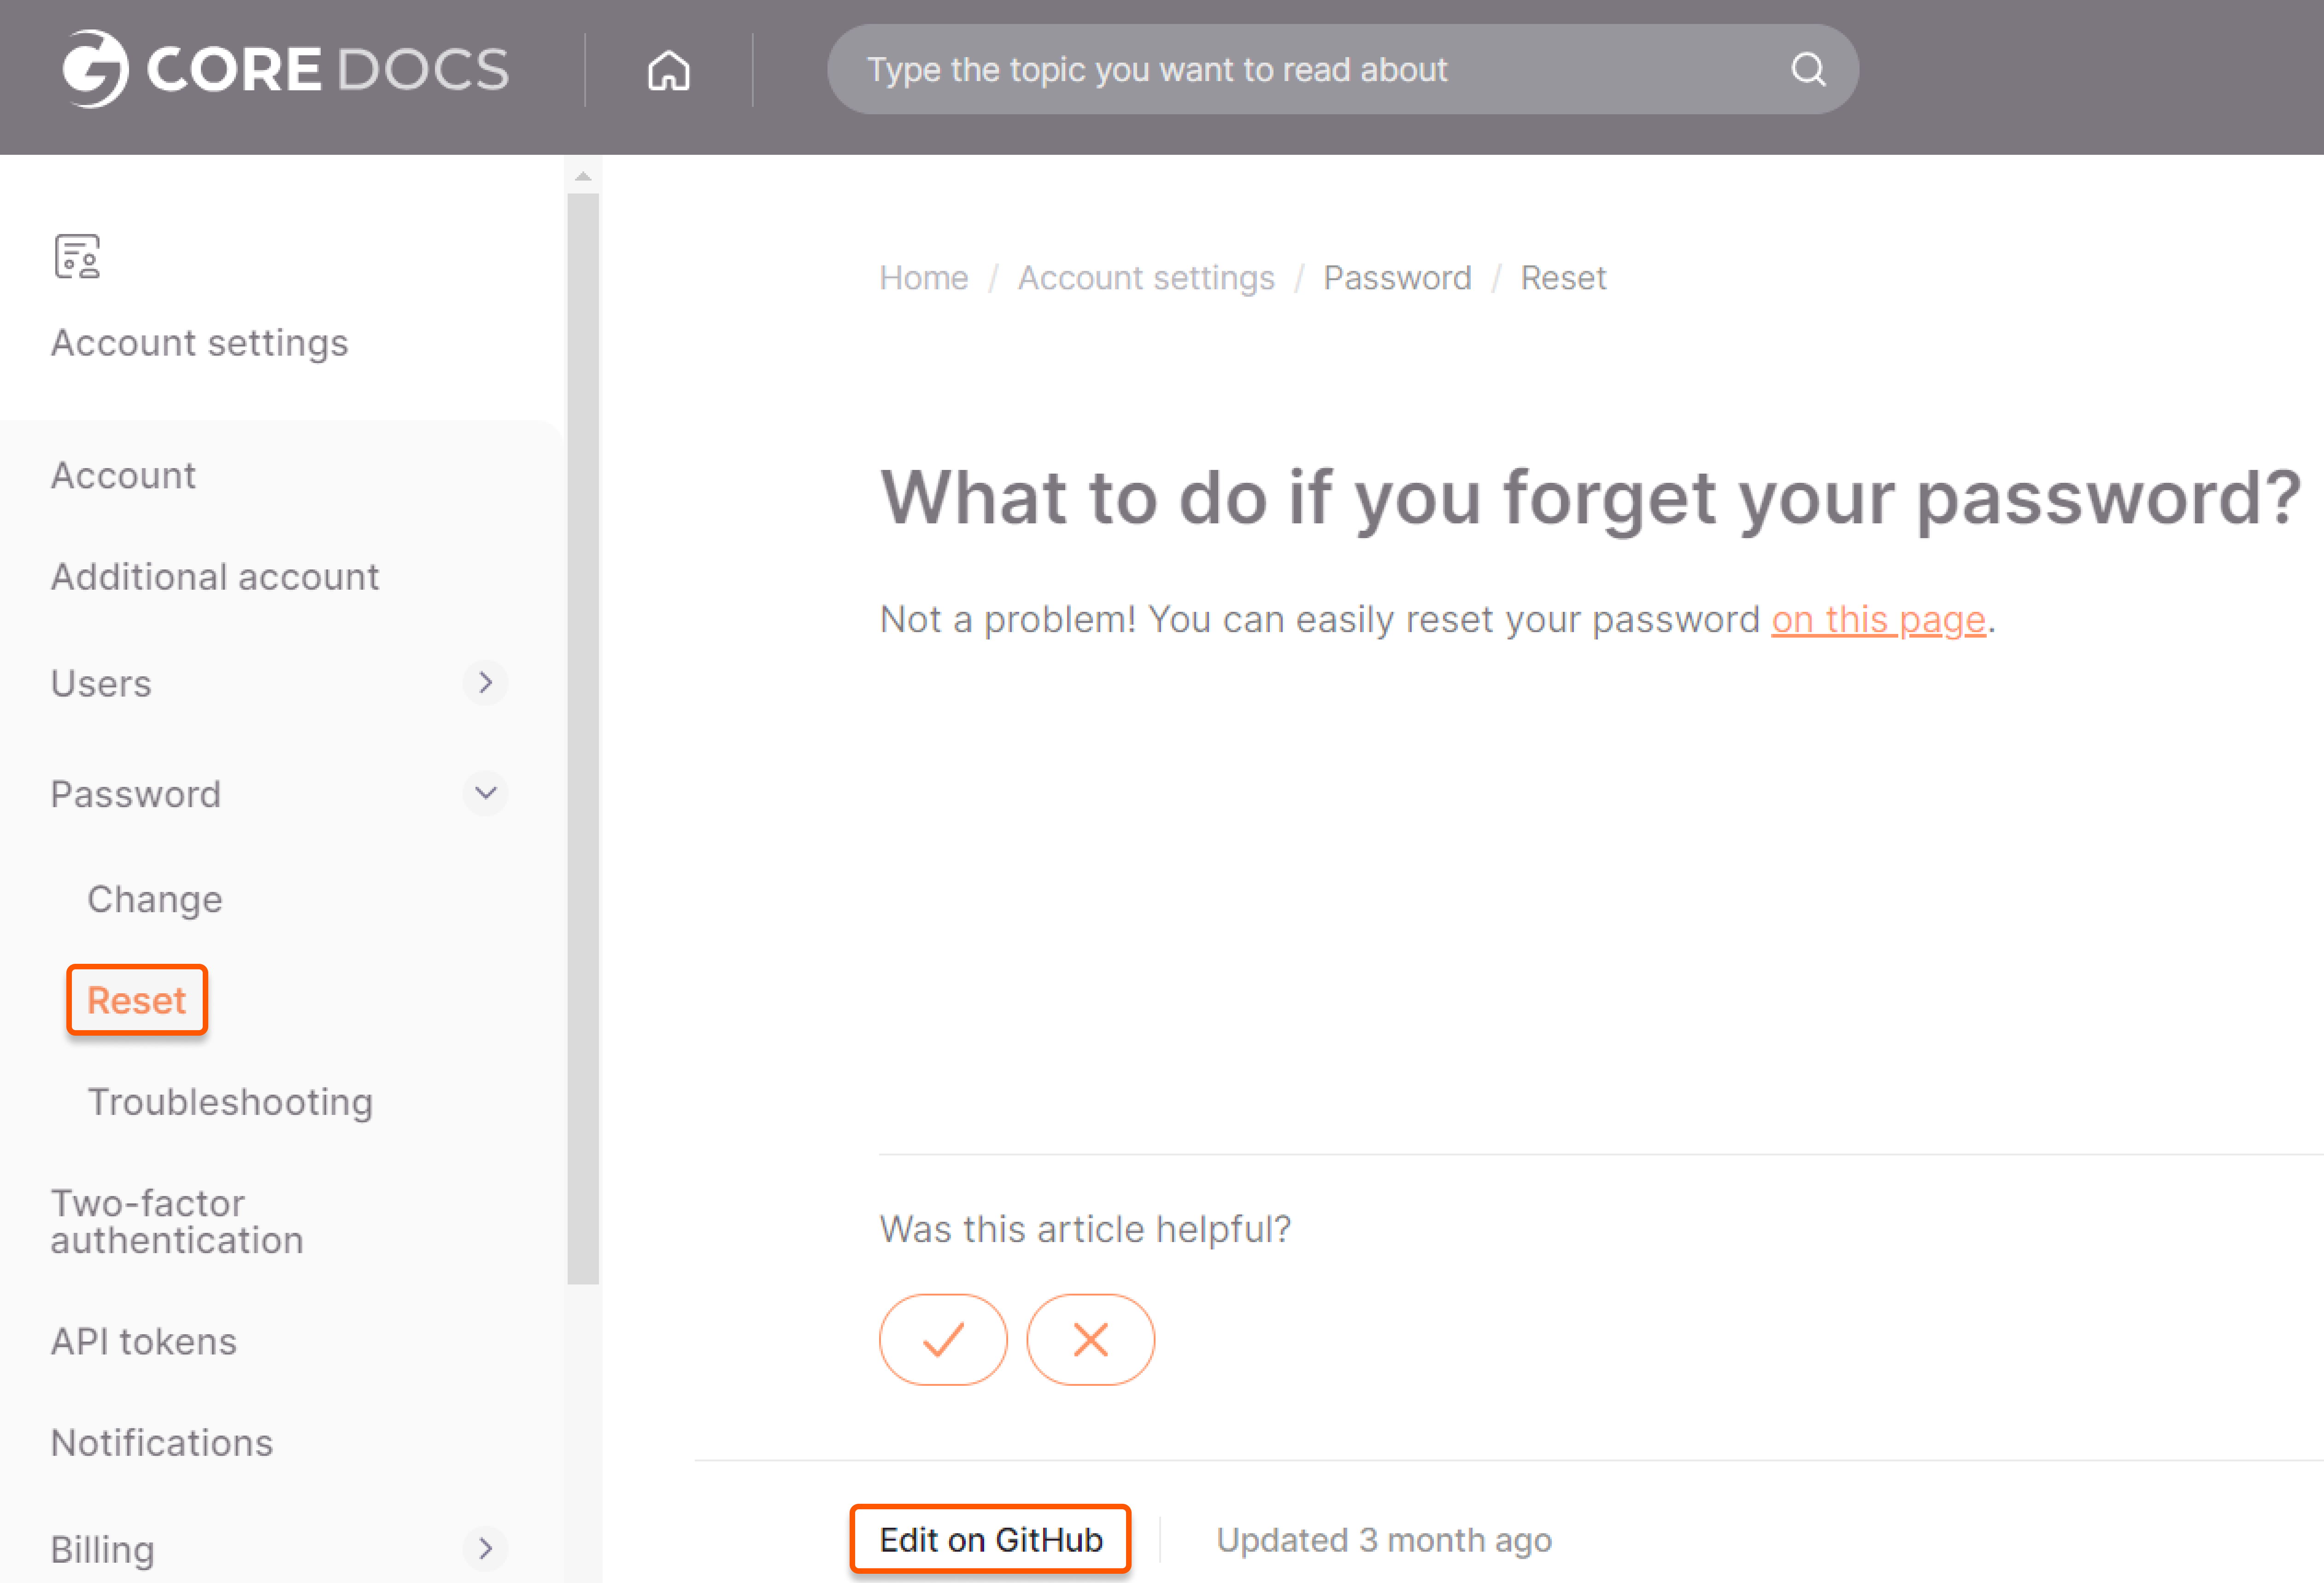 G CORE DOCS
Type the topic you want to read about
Account settings
Account
Additional account
Users
Password
Change
Reset
Troubleshooting
Two-factor
authentication
API tokens
Notifications
Billing
Home / Account settings / Password / Reset
What to do if you forget your password?
Not a problem! You can easily reset your password on this page.
Was this article helpful?
Edit on GitHub
Updated 3 month ago